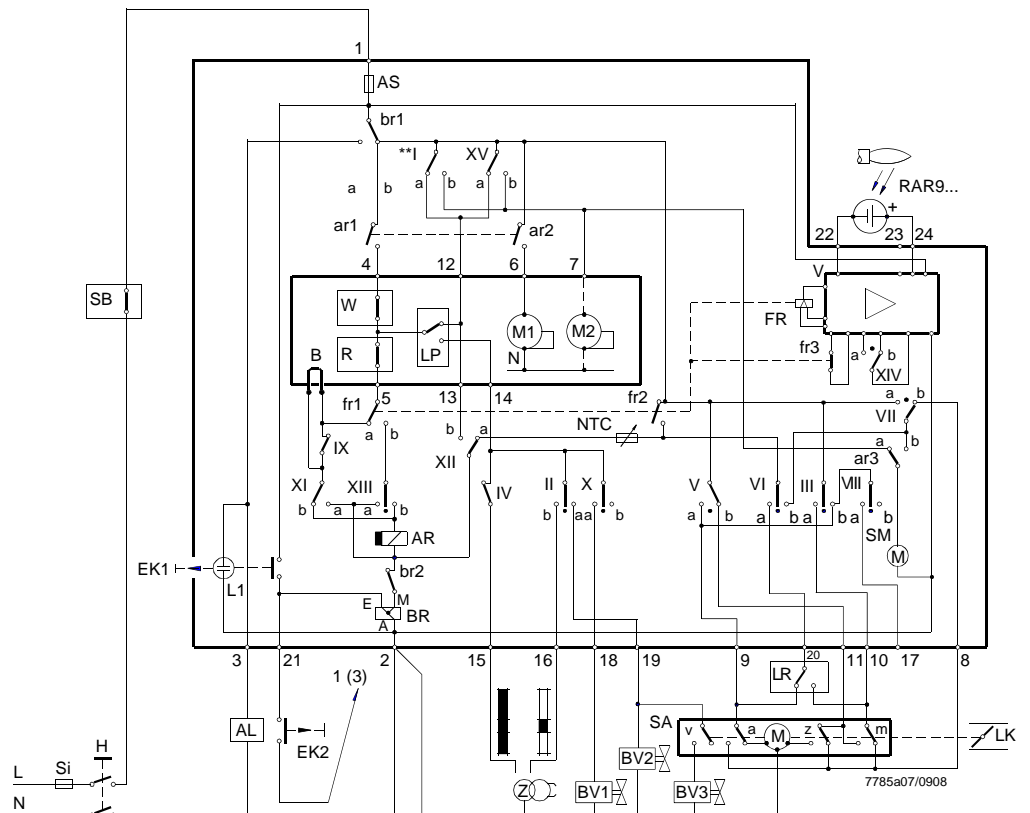 1
AS
br1
**I XV
a b a b
a b
RAR9...
+
ar1 ar2
22 23 24
4 12 6 7
V
SB
W
M1 M2
FR
R LP
N
B
fr3 a b
XIV
5 13 14
fr1 fr2
a b
VII
NTC
a b b a
a b
IX XII ar3
XI XIII IV II X V VI III VIII
b a a b b a a b a b a b a b a b
SM
AR
M
EK1
br2
L1
E M
BR
A
3 21 2 15 16 18 19 9 20 11 10 17 8
1 (3)
LR
AL
SA
v a M z m
LK
EK2
H
BV2
7785a07/0908
L Si
Z BV1 BV3
N